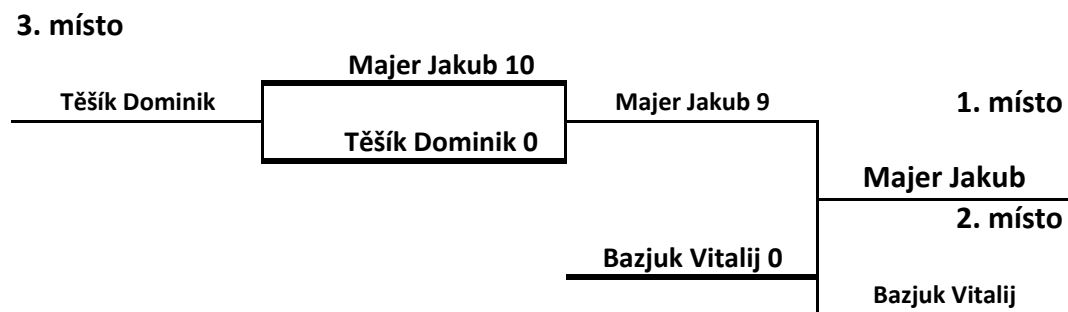 3. místo
Majer Jakub 10
Těšík Dominik
Majer Jakub 9
1. místo
Těšík Dominik 0
Majer Jakub
2. místo
Bazjuk Vitalij 0
Bazjuk Vitalij